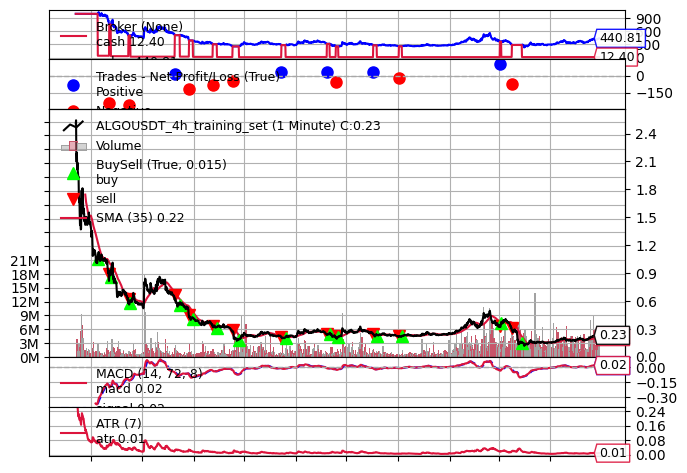 Broker (None)
cash 12.40
900
440.81
12.40
Trades - Net Profit/Loss (True)
Positive
0
−150
ALGOUSDT_4h_training_set (1 Minute) C:0.23
Volume
BuySell (True, 0.015)
buy
sell
SMA (35) 0.22
2.4
2.1
1.8
1.5
1.2
0.9
0.6
0.3
0.0
0.23
21M
18M
15M
12M
9M
6M
3M
0M
MACD (14, 72, 8)
macd 0.02
0.02
0.00
−0.15
−0.30
ATR (7)
atr 0.01
0.24
0.16
0.08
0.00
0.01